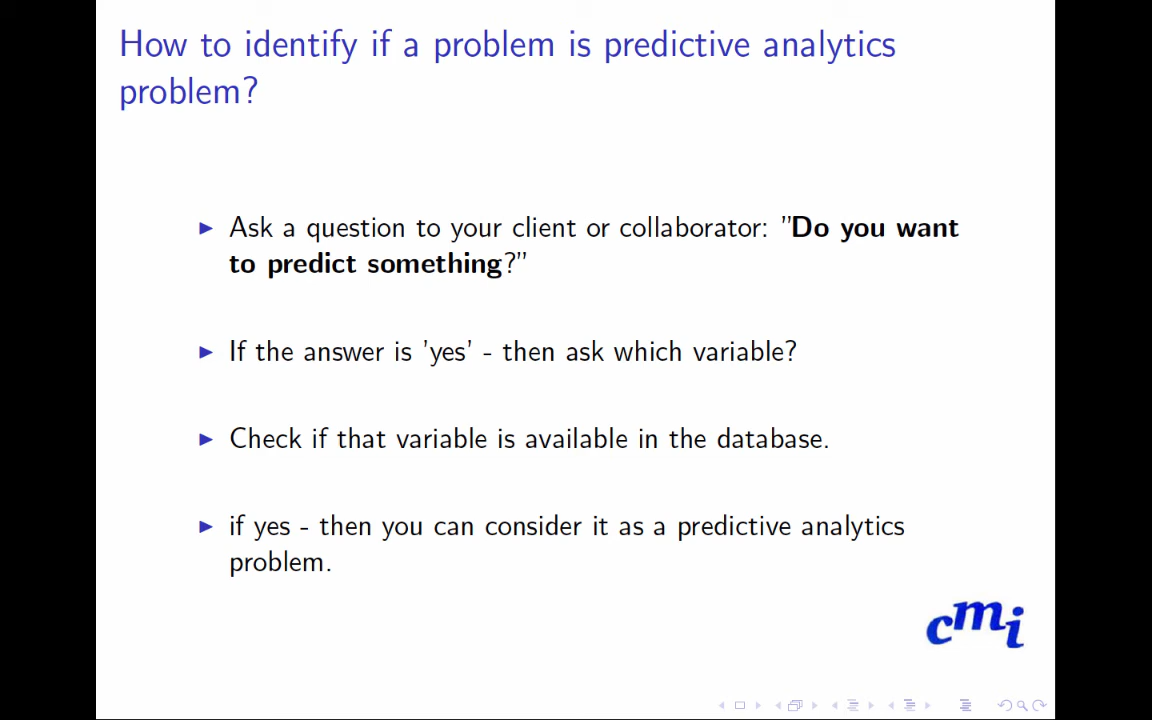 How to identify if a problem is predictive analytics
problem?
Ask a question to your client or collaborator: ”Do you want
to predict something?”
If the answer is ’yes’ - then ask which variable?
Check if that variable is available in the database.
if yes - then you can consider it as a predictive analytics
problem.
cmi